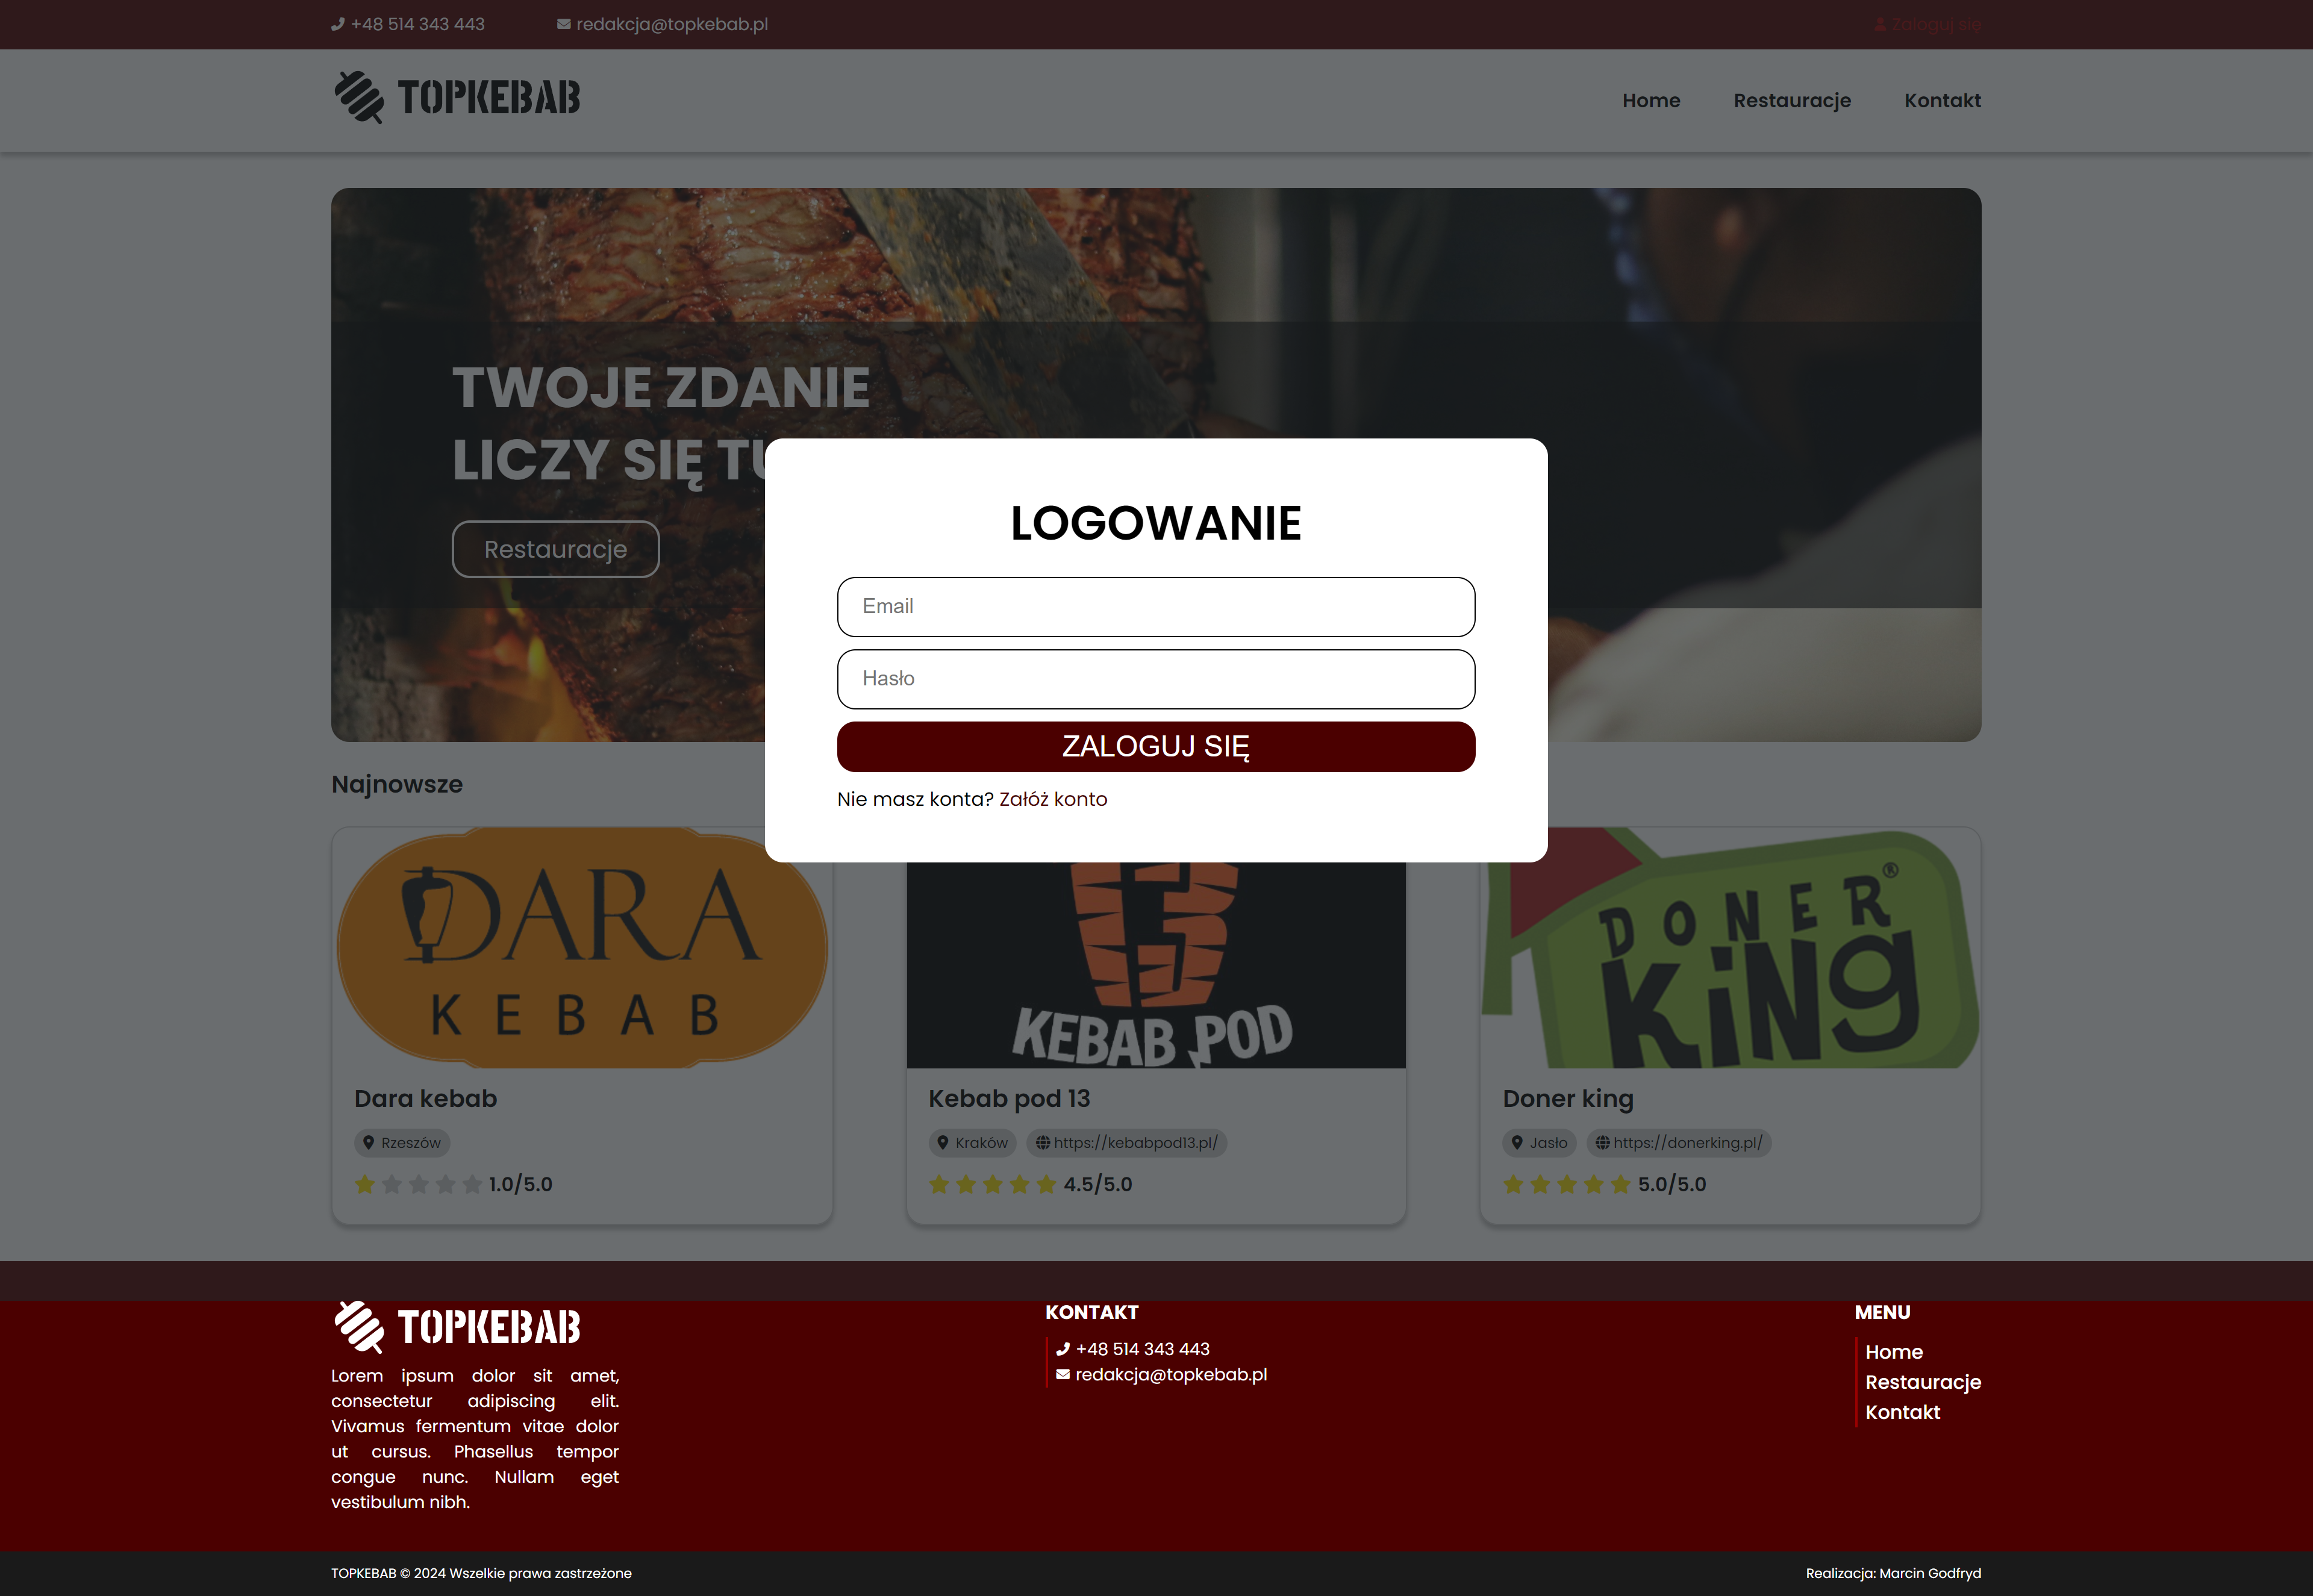 +48 514 343 443
redakcja@topkebab.pl
Zaloguj się
TOPKEBAB
Home
Restauracje
Kontakt
TWOJE ZDANIE
LICZY SIĘ
Restauracje
LOGOWANIE
Email
Hasło
ZALOGUJ SIĘ
Nie masz konta? Załóż konto
Najnowsze
DARA
KEBAB
Dara kebab
Rzeszów
1.0/5.0
13
KEBAB POD
Kebab pod 13
Kraków
https://kebabpod13.pl/
4.5/5.0
DONER®
KiNg
Doner king
Jasło
https://donerking.pl/
5.0/5.0
TOPKEBAB
Lorem ipsum dolor sit amet,
consectetur adipiscing elit.
Vivamus fermentum vitae dolor
ut cursus. Phasellus tempor
congue nunc. Nullam eget
vestibulum nibh.
KONTAKT
+48 514 343 443
redakcja@topkebab.pl
MENU
Home
Restauracje
Kontakt
TOPKEBAB © 2024 Wszelkie prawa zastrzeżone
Realizacja: Marcin Godfryd